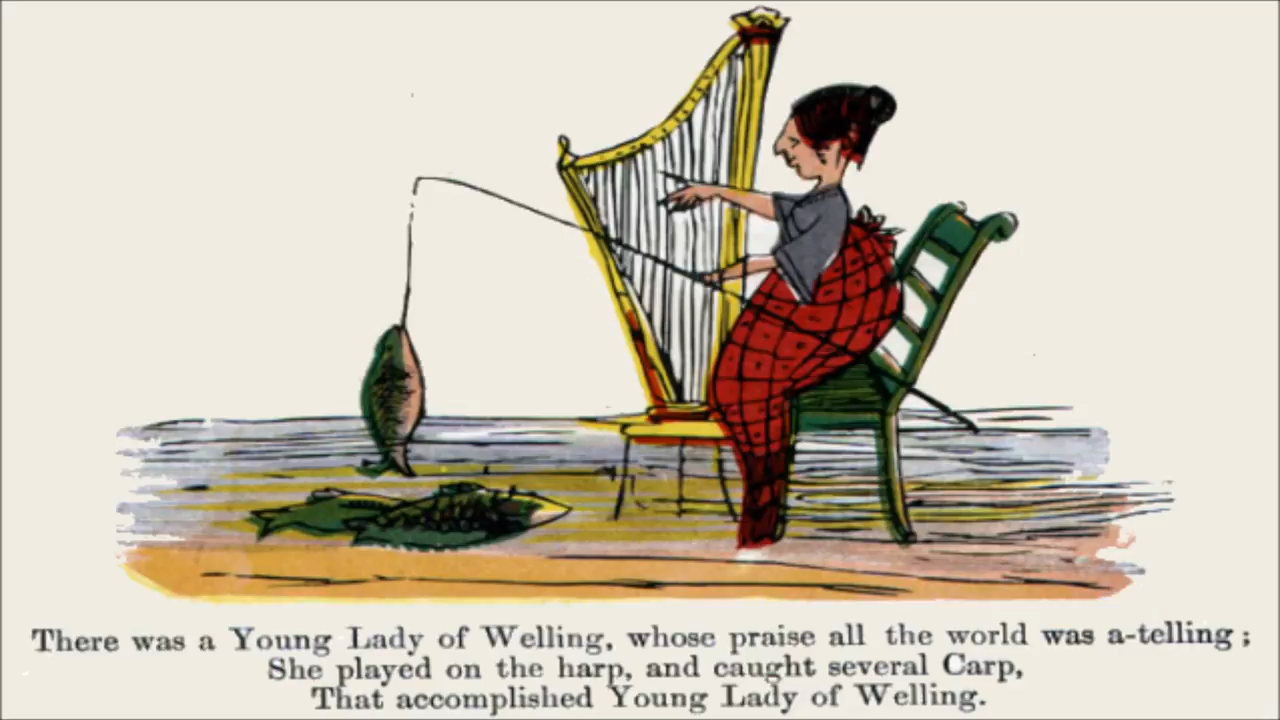 There was a Young Lady of Welling, whose praise all the world was a-telling;
She played on the harp, and caught several Carp,
That accomplished Young Lady of Welling.